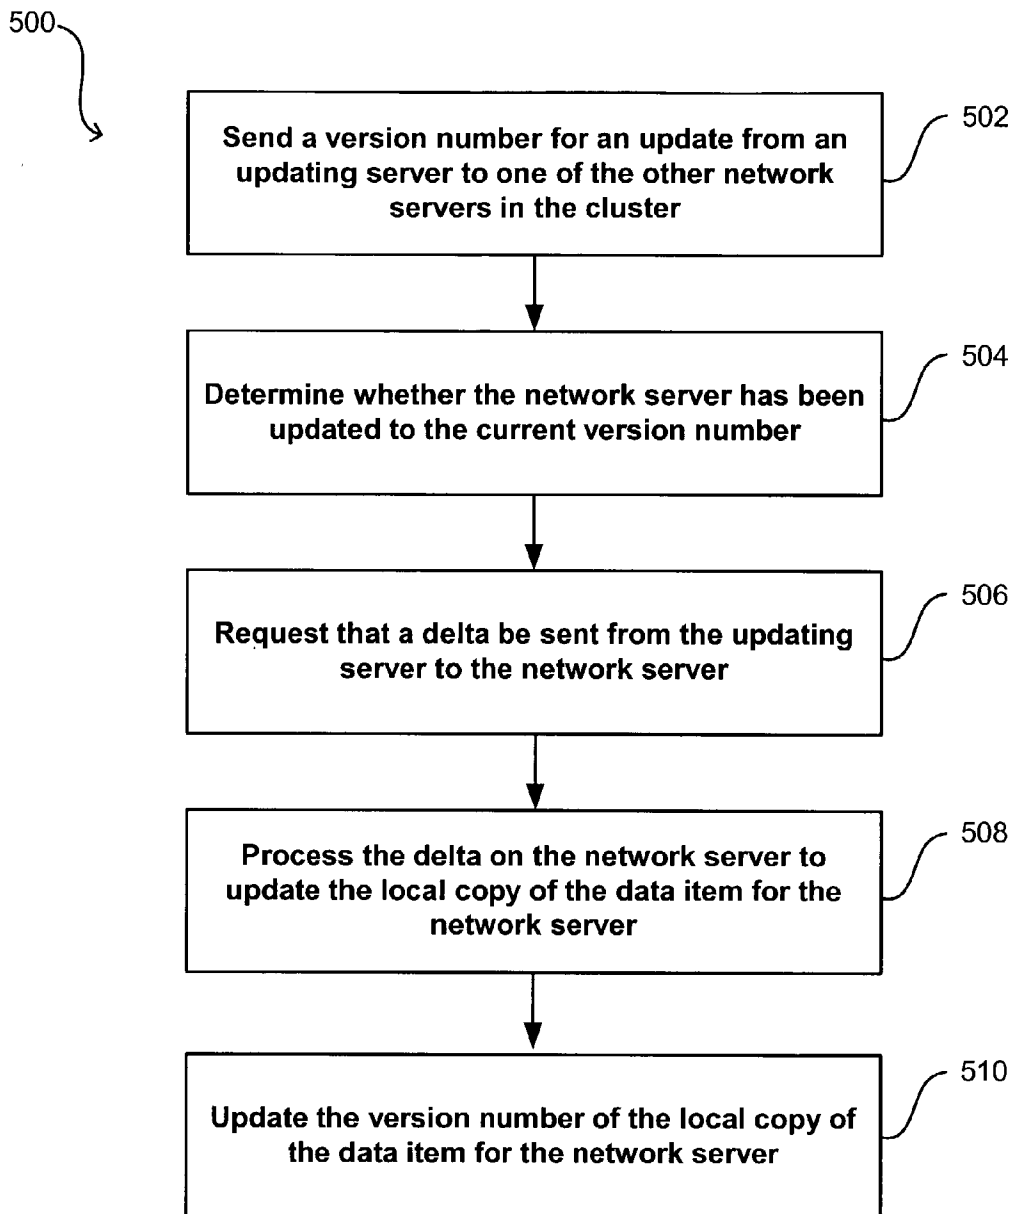 500
Send a version number for an update from an
updating server to one of the other network
servers in the cluster
502
Determine whether the network server has been
updated to the current version number
504
Request that a delta be sent from the updating
server to the network server
506
Process the delta on the network server to
update the local copy of the data item for the
network server
508
Update the version number of the local copy of
the data item for the network server
510